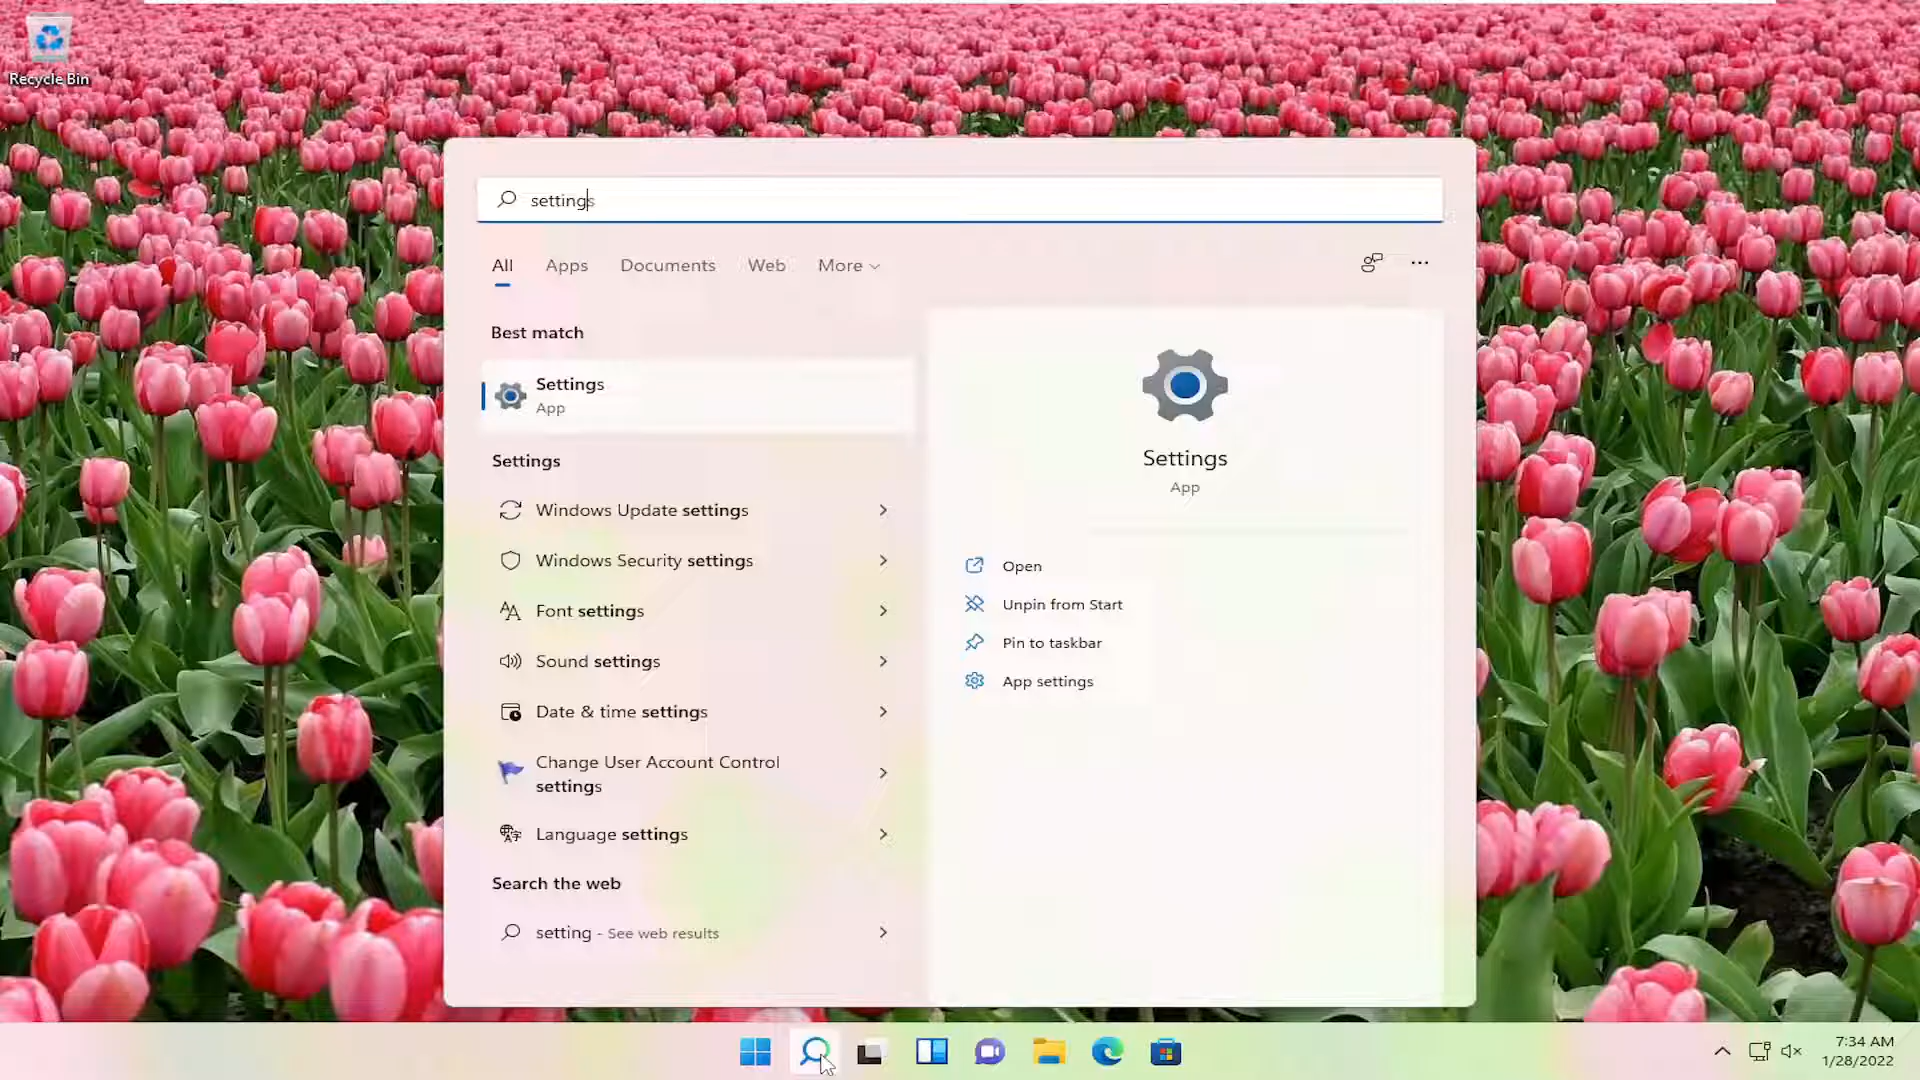 Recycle Bin
settings
All Apps Documents Web More
Best match
Settings
App
Settings
Windows Update settings
Windows Security settings
Font settings
Sound settings
Date & time settings
Change User Account Control
settings
Language settings
Search the web
setting - See web results
Settings
App
Open
Unpin from Start
Pin to taskbar
App settings
7:34 AM
1/28/2022